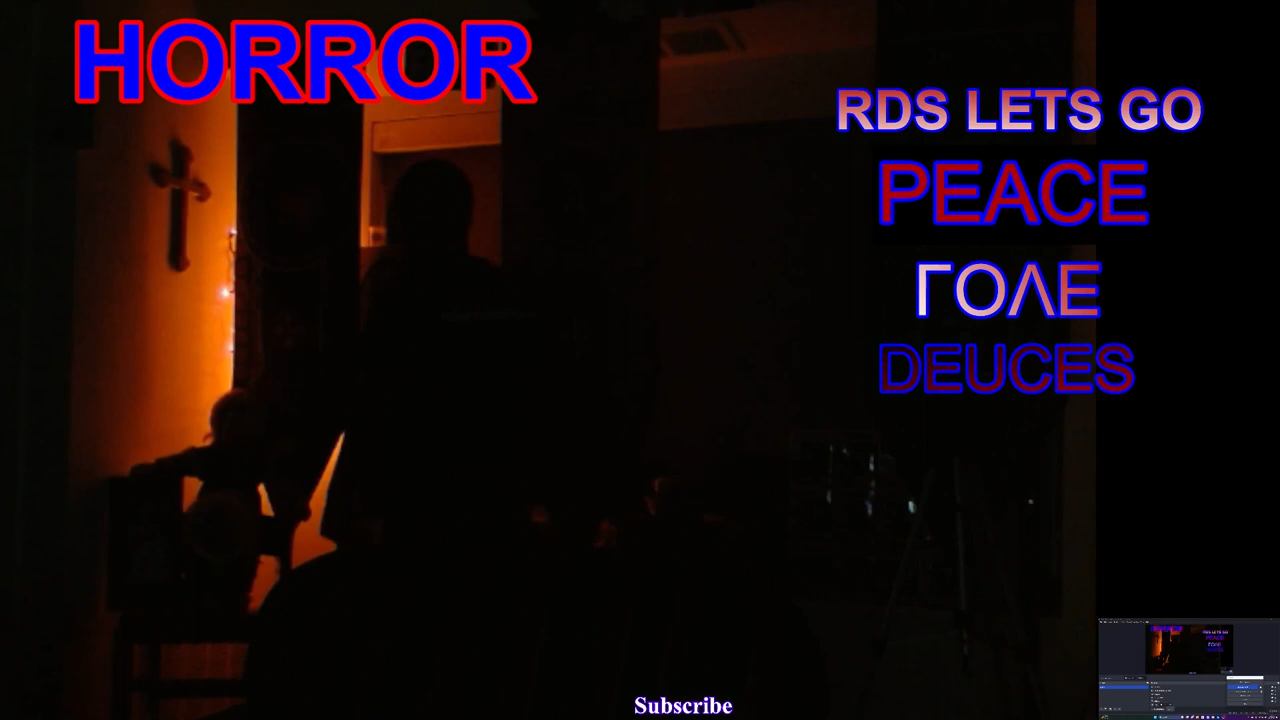 HORROR
RDS LETS GO
PEACE
ΓΟΛΕ
DEUCES
Subscribe